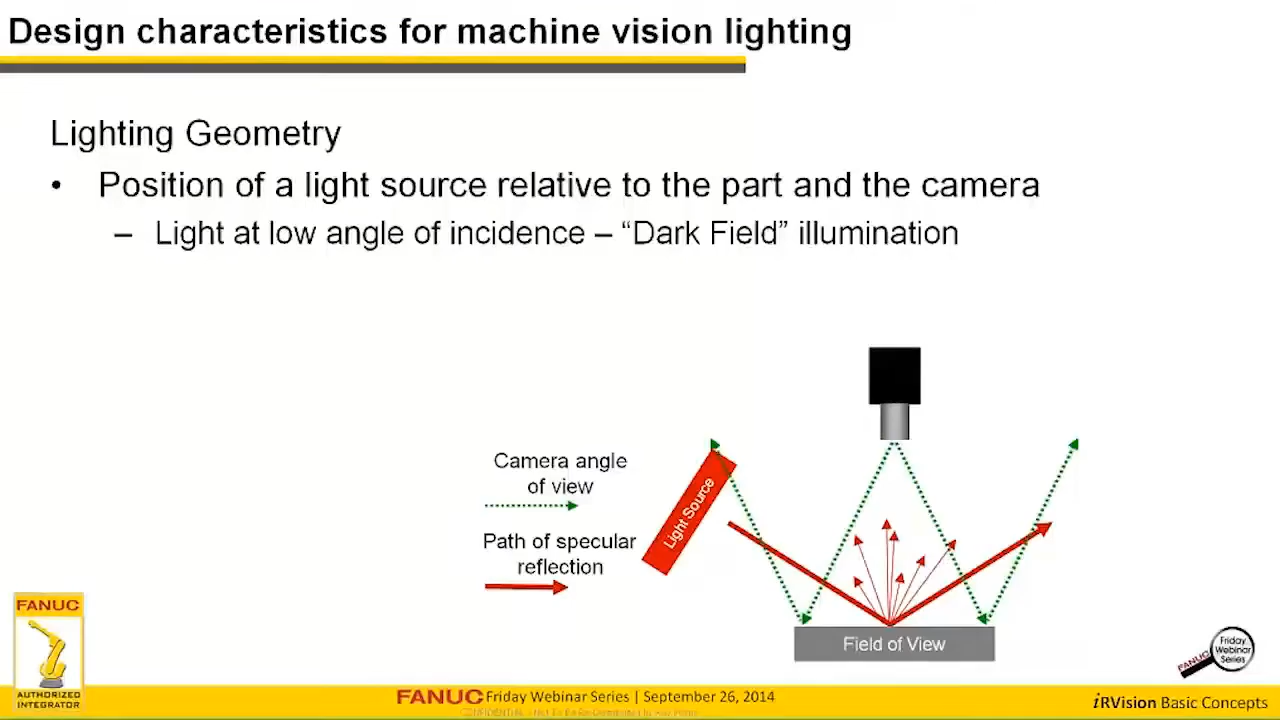 Design characteristics for machine vision lighting
Lighting Geometry
• Position of a light source relative to the part and the camera
– Light at low angle of incidence – “Dark Field” illumination
Camera angle
of view
Path of specular
reflection
Light Source
Field of View
FANUC
AUTHORIZED
INTEGRATOR
FANUC Friday Webinar Series | September 26, 2014
FANUC
Friday
Webinar
Series
iRVision Basic Concepts